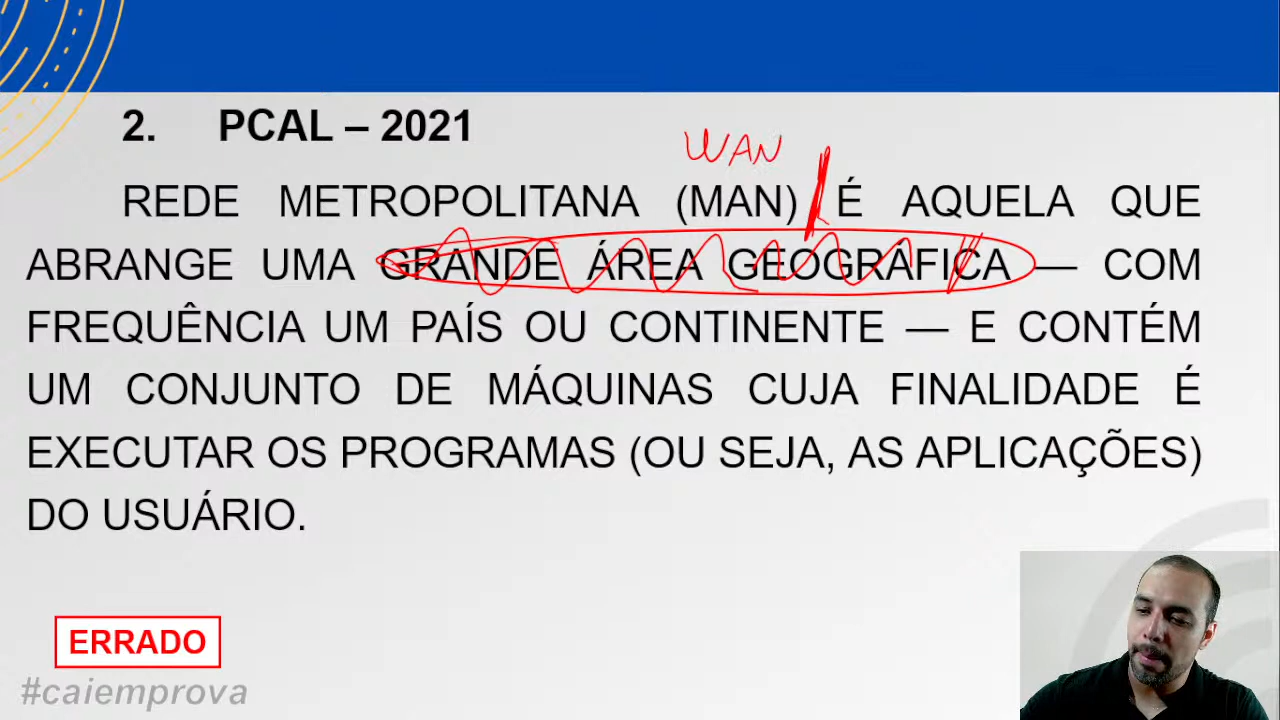 2. PCAL – 2021
WAN
REDE METROPOLITANA (MAN) É AQUELA QUE
ABRANGE UMA GRANDE ÁREA GEOGRÁFICA — COM
FREQUÊNCIA UM PAÍS OU CONTINENTE — E CONTÉM
UM CONJUNTO DE MÁQUINAS CUJA FINALIDADE É
EXECUTAR OS PROGRAMAS (OU SEJA, AS APLICAÇÕES)
DO USUÁRIO.
ERRADO
#caiemprova